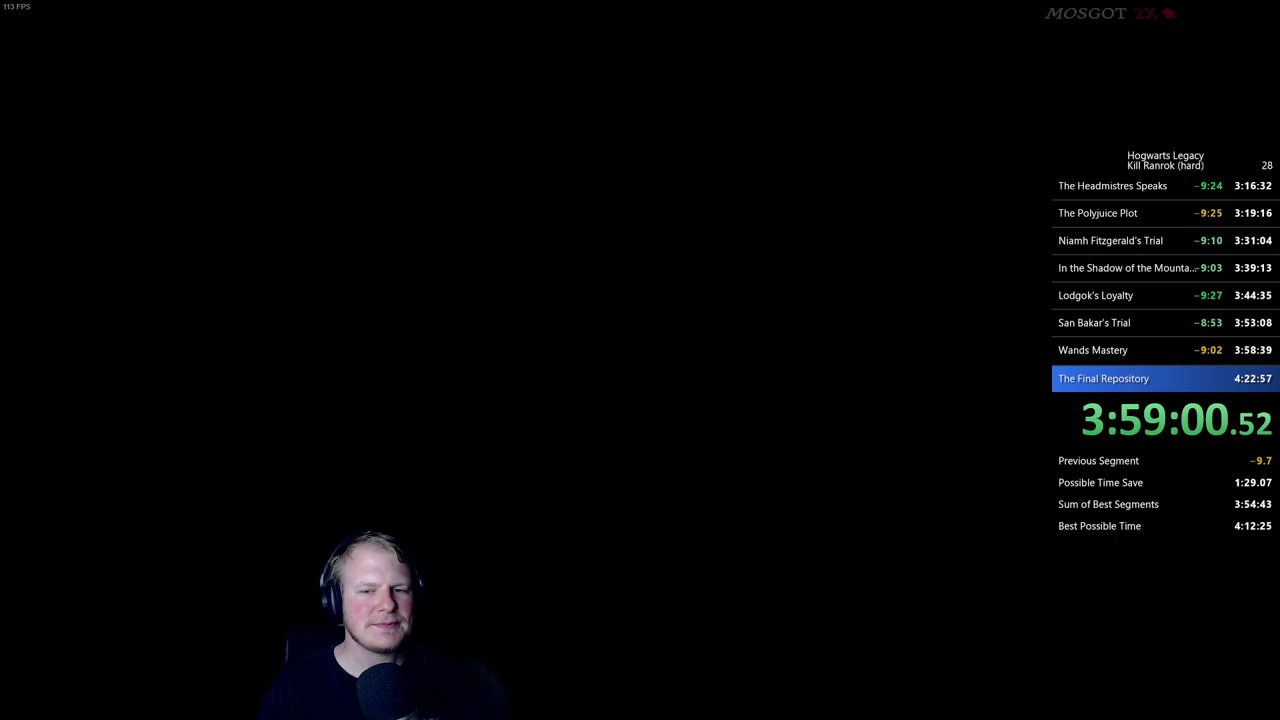 113 FPS
MOSGOT 2X
Hogwarts Legacy
Kill Ranrok (hard) 28
The Headmistres Speaks -9:24 3:16:32
The Polyjuice Plot -9:25 3:19:16
Niamh Fitzgerald's Trial -9:10 3:31:04
In the Shadow of the Mounta... -9:03 3:39:13
Lodgok's Loyalty -9:27 3:44:35
San Bakar's Trial -8:53 3:53:08
Wands Mastery -9:02 3:58:39
The Final Repository 4:22:57
3:59:00.52
Previous Segment -9.7
Possible Time Save 1:29.07
Sum of Best Segments 3:54:43
Best Possible Time 4:12:25